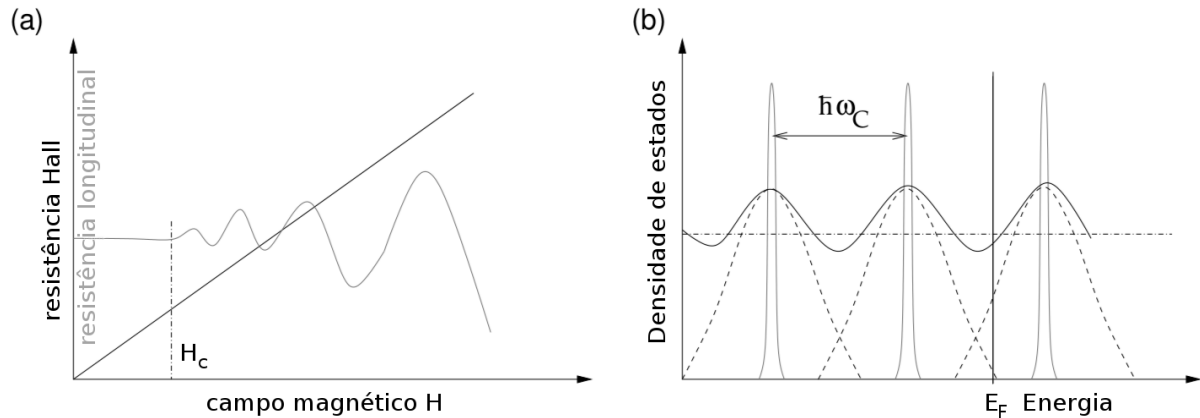 (a)
resistência Hall
resistência longitudinal
H_c
campo magnético H
(b)
Densidade de estados
ħω_C
E_F Energia